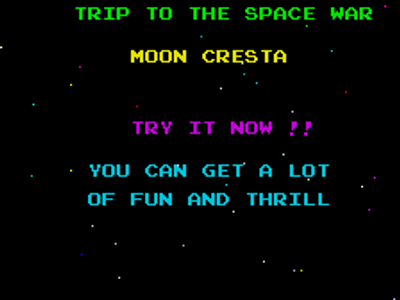 TRIP TO THE SPACE WAR
MOON CRESTA
TRY IT NOW !!
YOU CAN GET A LOT
OF FUN AND THRILL